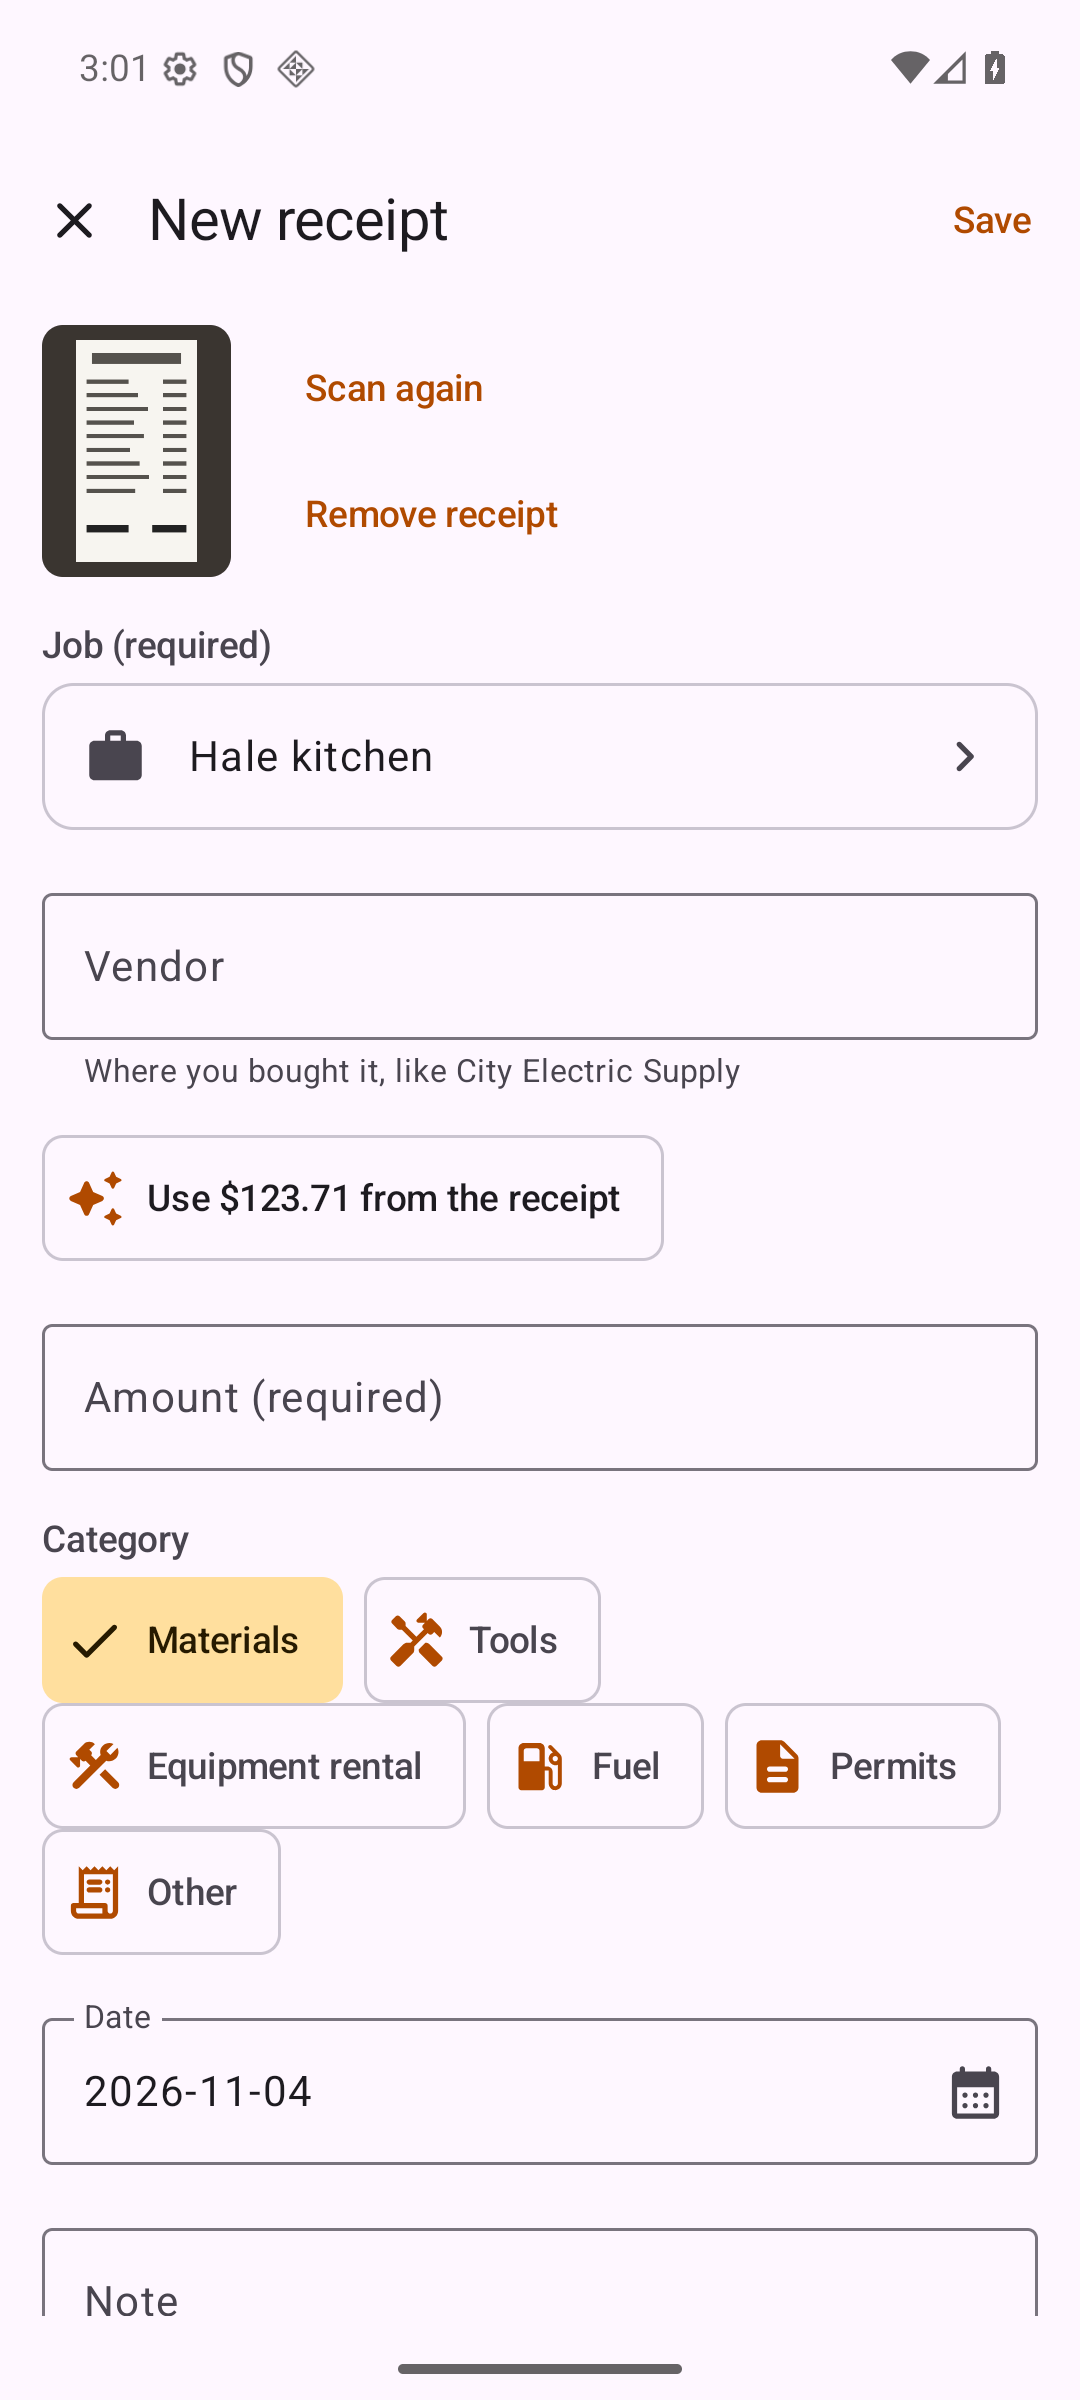 3:01
New receipt
Save
Scan again
Remove receipt
Job (required)
Hale kitchen
Vendor
Where you bought it, like City Electric Supply
Use $123.71 from the receipt
Amount (required)
Category
Materials
Tools
Equipment rental
Fuel
Permits
Other
Date
2026-11-04
Note